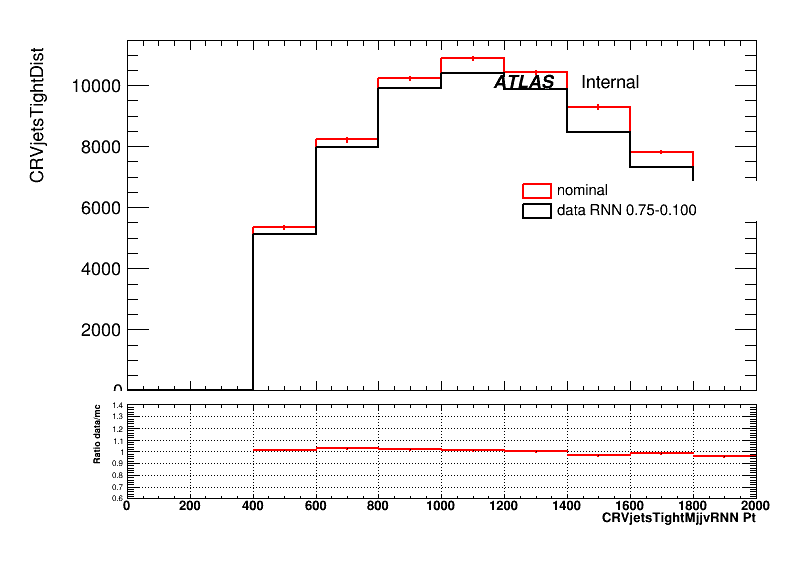 CRVjetsTightDist
10000
8000
6000
4000
2000
0
ATLAS Internal
nominal
data RNN 0.75-0.100
Ratio data/mc
1.4
1.3
1.2
1.1
1
0.9
0.8
0.7
0.6
0 200 400 600 800 1000 1200 1400 1600 1800 2000
CRVjetsTightMjjvRNN Pt